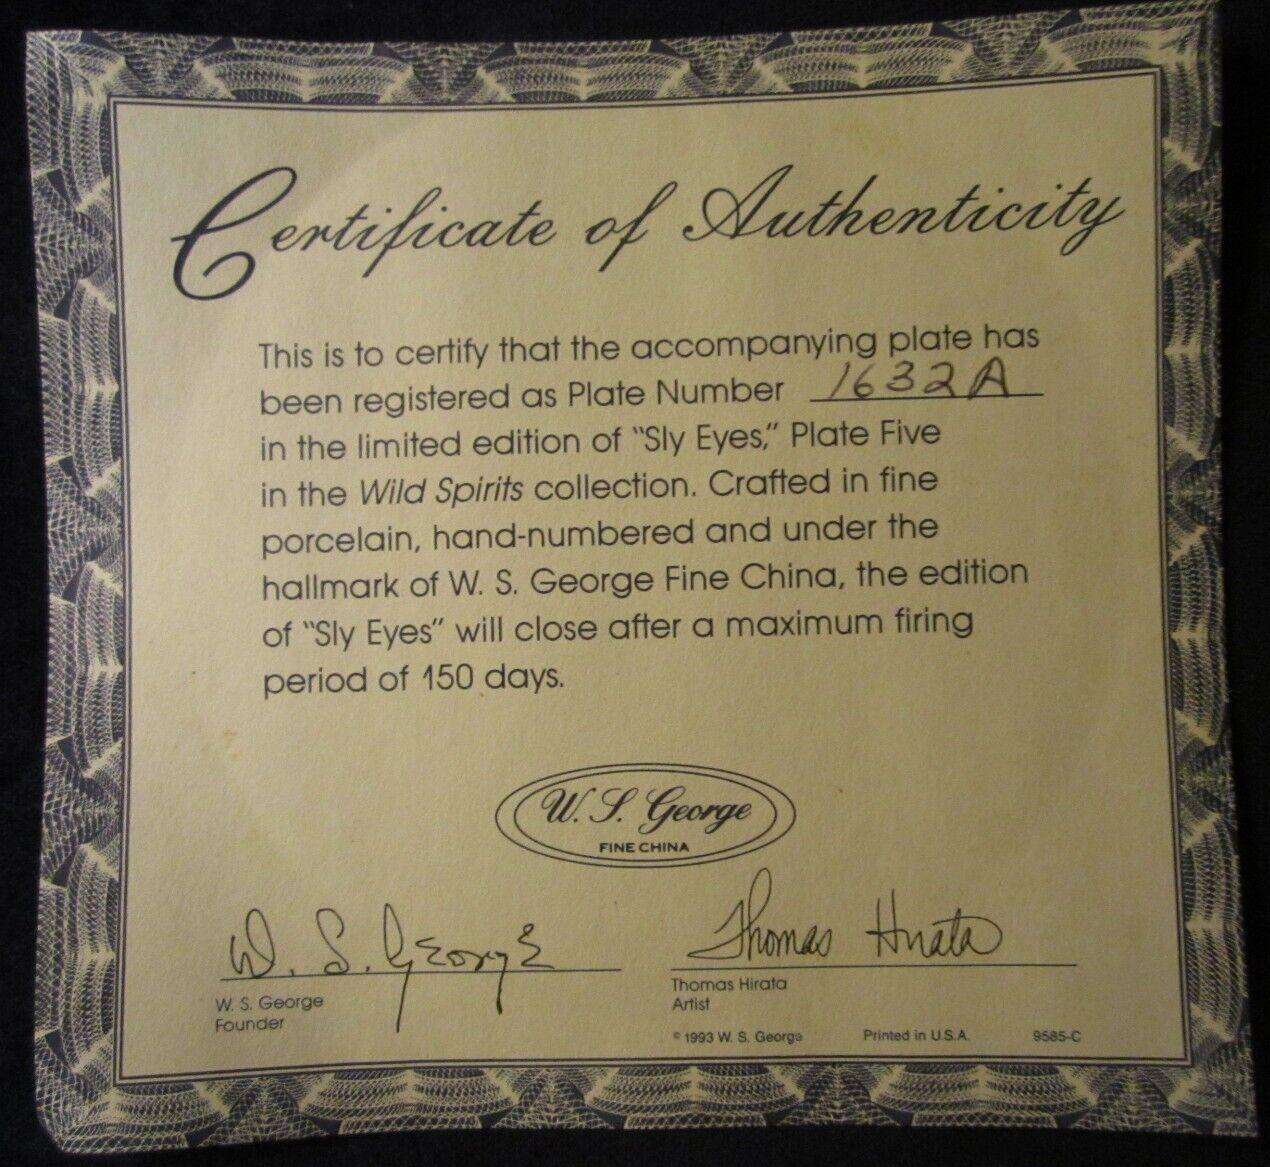 Certificate of Authenticity
This is to certify that the accompanying plate has
been registered as Plate Number 1632A
in the limited edition of "Sly Eyes," Plate Five
in the Wild Spirits collection. Crafted in fine
porcelain, hand-numbered and under the
hallmark of W. S. George Fine China, the edition
of "Sly Eyes" will close after a maximum firing
period of 150 days.
W. S. George
FINE CHINA
W. S. George
Thomas Hirata
W. S. George
Founder
Thomas Hirata
Artist
© 1993 W. S. George Printed in U.S.A. 9585-C